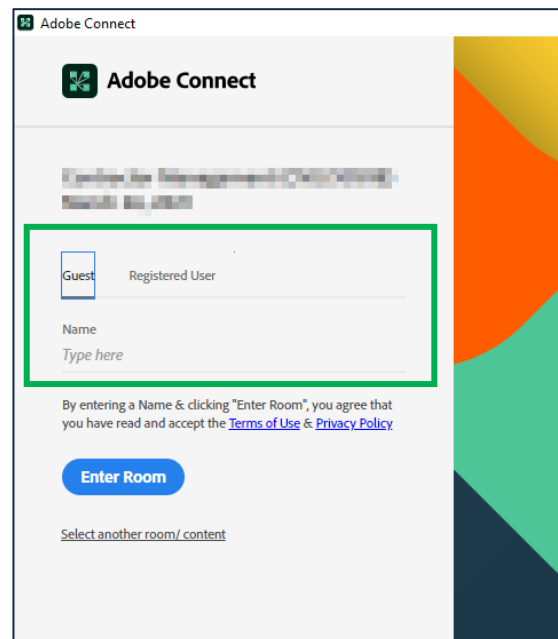 Adobe Connect
Adobe Connect
Guest Registered User
Name
Type here
By entering a Name & clicking "Enter Room", you agree that
you have read and accept the Terms of Use & Privacy Policy
Enter Room
Select another room/ content